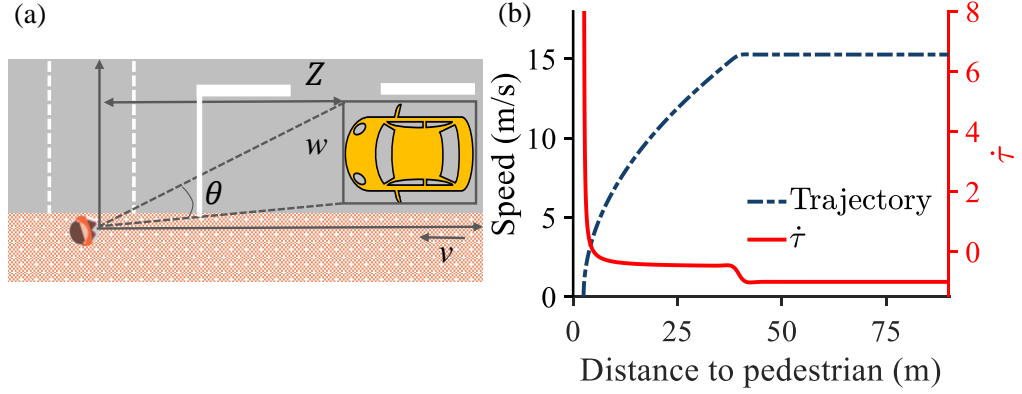 (a)
Z
w
θ
v
(b)
Speed (m/s)
15
10
5
0
0
25
50
75
Distance to pedestrian (m)
8
6
4
2
0
τ̇
Trajectory
τ̇